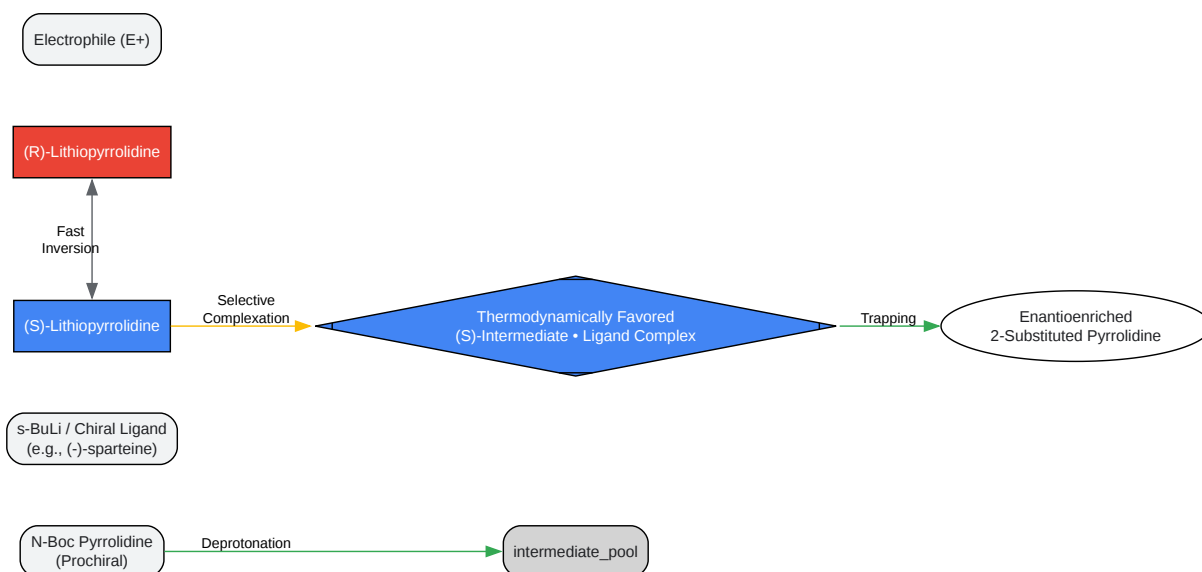 Electrophile (E+)
(R)-Lithiopyrrolidine
Fast
Inversion
(S)-Lithiopyrrolidine
Selective
Complexation
Thermodynamically Favored
(S)-Intermediate • Ligand Complex
Trapping
Enantioenriched
2-Substituted Pyrrolidine
s-BuLi / Chiral Ligand
(e.g., (-)-sparteine)
N-Boc Pyrrolidine
(Prochiral)
Deprotonation
intermediate_pool